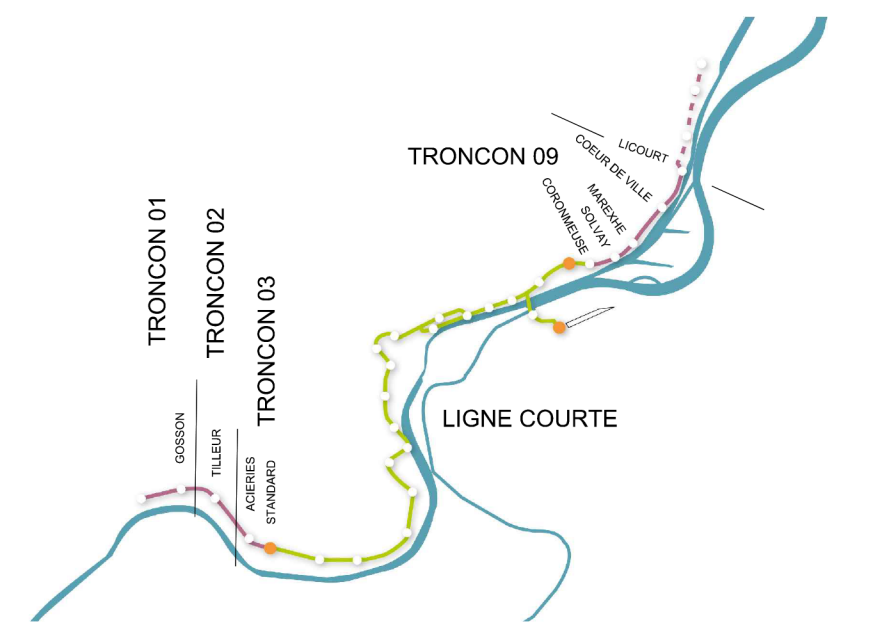 TRONCON 09
LICOURT
COEUR DE VILLE
MAREXHE
SOLVAY
CORONMEUSE
TRONCON 01
TRONCON 02
TRONCON 03
LIGNE COURTE
GOSSON
TILLEUR
ACIERIES
STANDARD